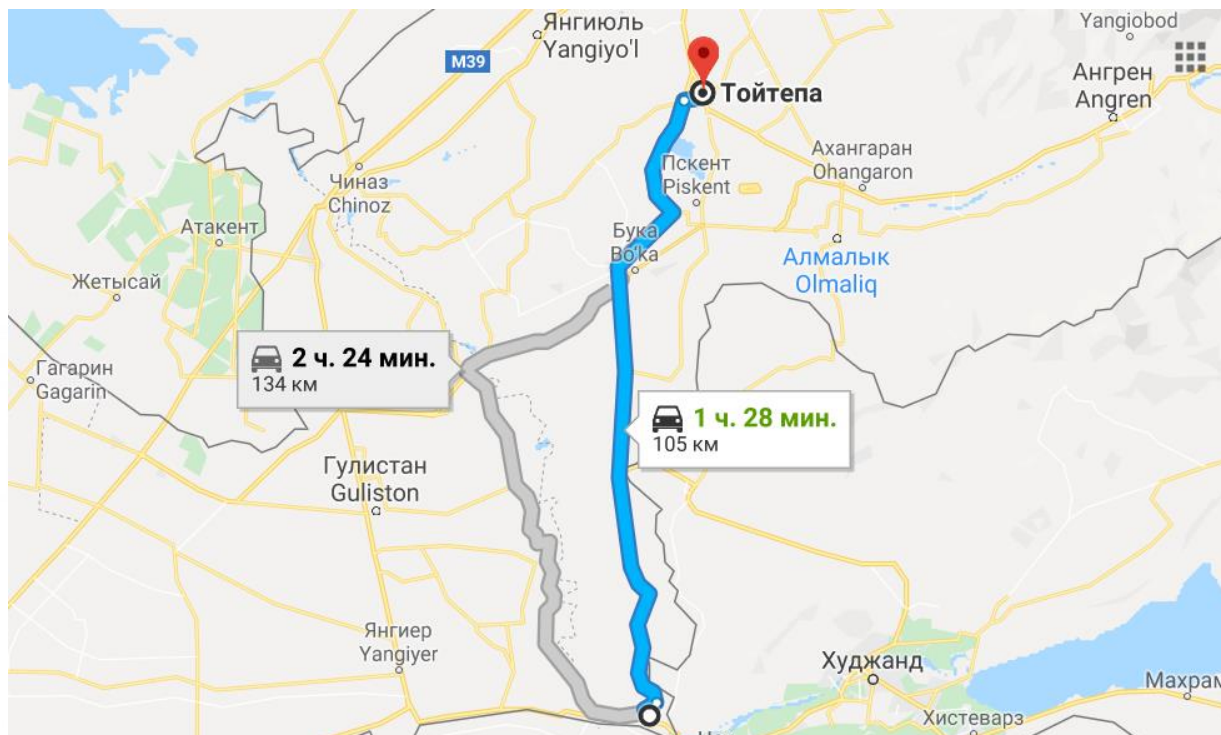 Янгиюль
Yangiyo'l
Yangiobod
M39
Ангрен
Angren
Тойтепа
Ахангаран
Ohangaron
Пскент
Piskent
Чиназ
Chinoz
Атакент
Бука
Bo'ka
Алмалык
Olmaliq
Жетысай
2 ч. 24 мин.
134 км
Гагарин
Gagarin
1 ч. 28 мин.
105 км
Гулистан
Guliston
Янгиер
Yangiyer
Худжанд
Махрам
Хистеварз